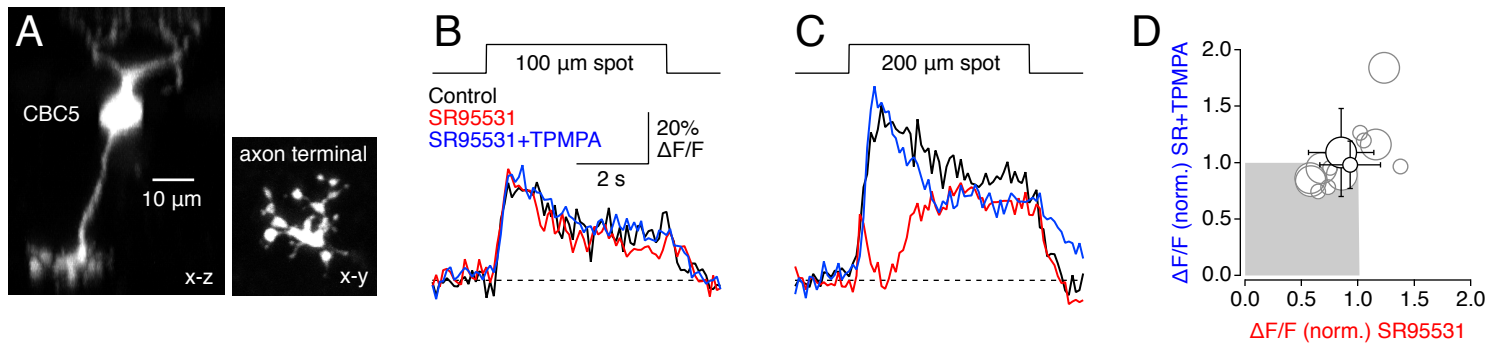 A
CBC5
10 µm
x-z
axon terminal
x-y
B
100 µm spot
Control
SR95531
SR95531+TPMPA
20%
ΔF/F
2 s
C
200 µm spot
D
ΔF/F (norm.) SR+TPMPA
2.0
1.5
1.0
0.5
0.0
0.0 0.5 1.0 1.5 2.0
ΔF/F (norm.) SR95531